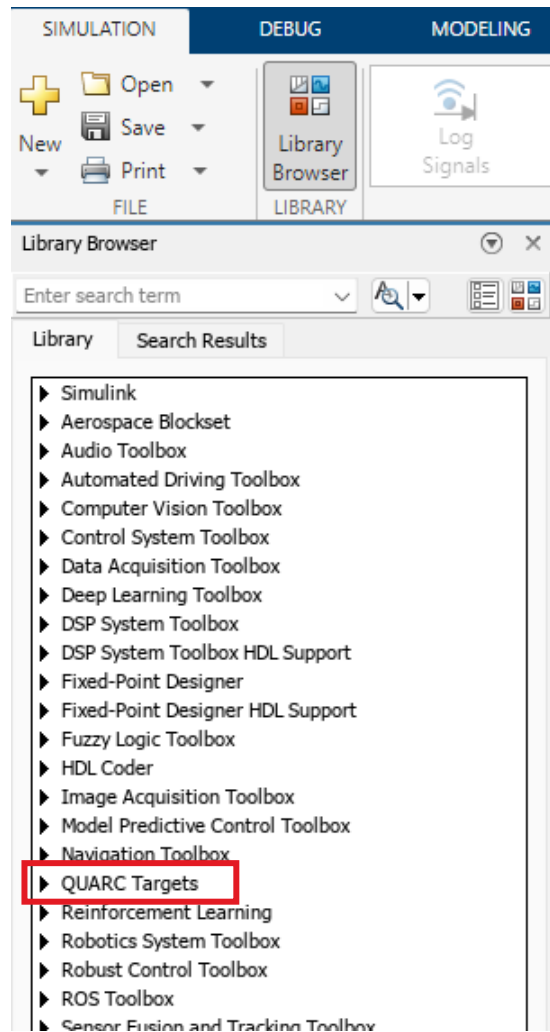 SIMULATION DEBUG MODELING
Open
Save
Print
New
Library
Browser
Log
Signals
FILE LIBRARY
Library Browser
Enter search term
Library Search Results
Simulink
Aerospace Blockset
Audio Toolbox
Automated Driving Toolbox
Computer Vision Toolbox
Control System Toolbox
Data Acquisition Toolbox
Deep Learning Toolbox
DSP System Toolbox
DSP System Toolbox HDL Support
Fixed-Point Designer
Fixed-Point Designer HDL Support
Fuzzy Logic Toolbox
HDL Coder
Image Acquisition Toolbox
Model Predictive Control Toolbox
Navigation Toolbox
QUARC Targets
Reinforcement Learning
Robotics System Toolbox
Robust Control Toolbox
ROS Toolbox
Sensor Fusion and Tracking Toolbox